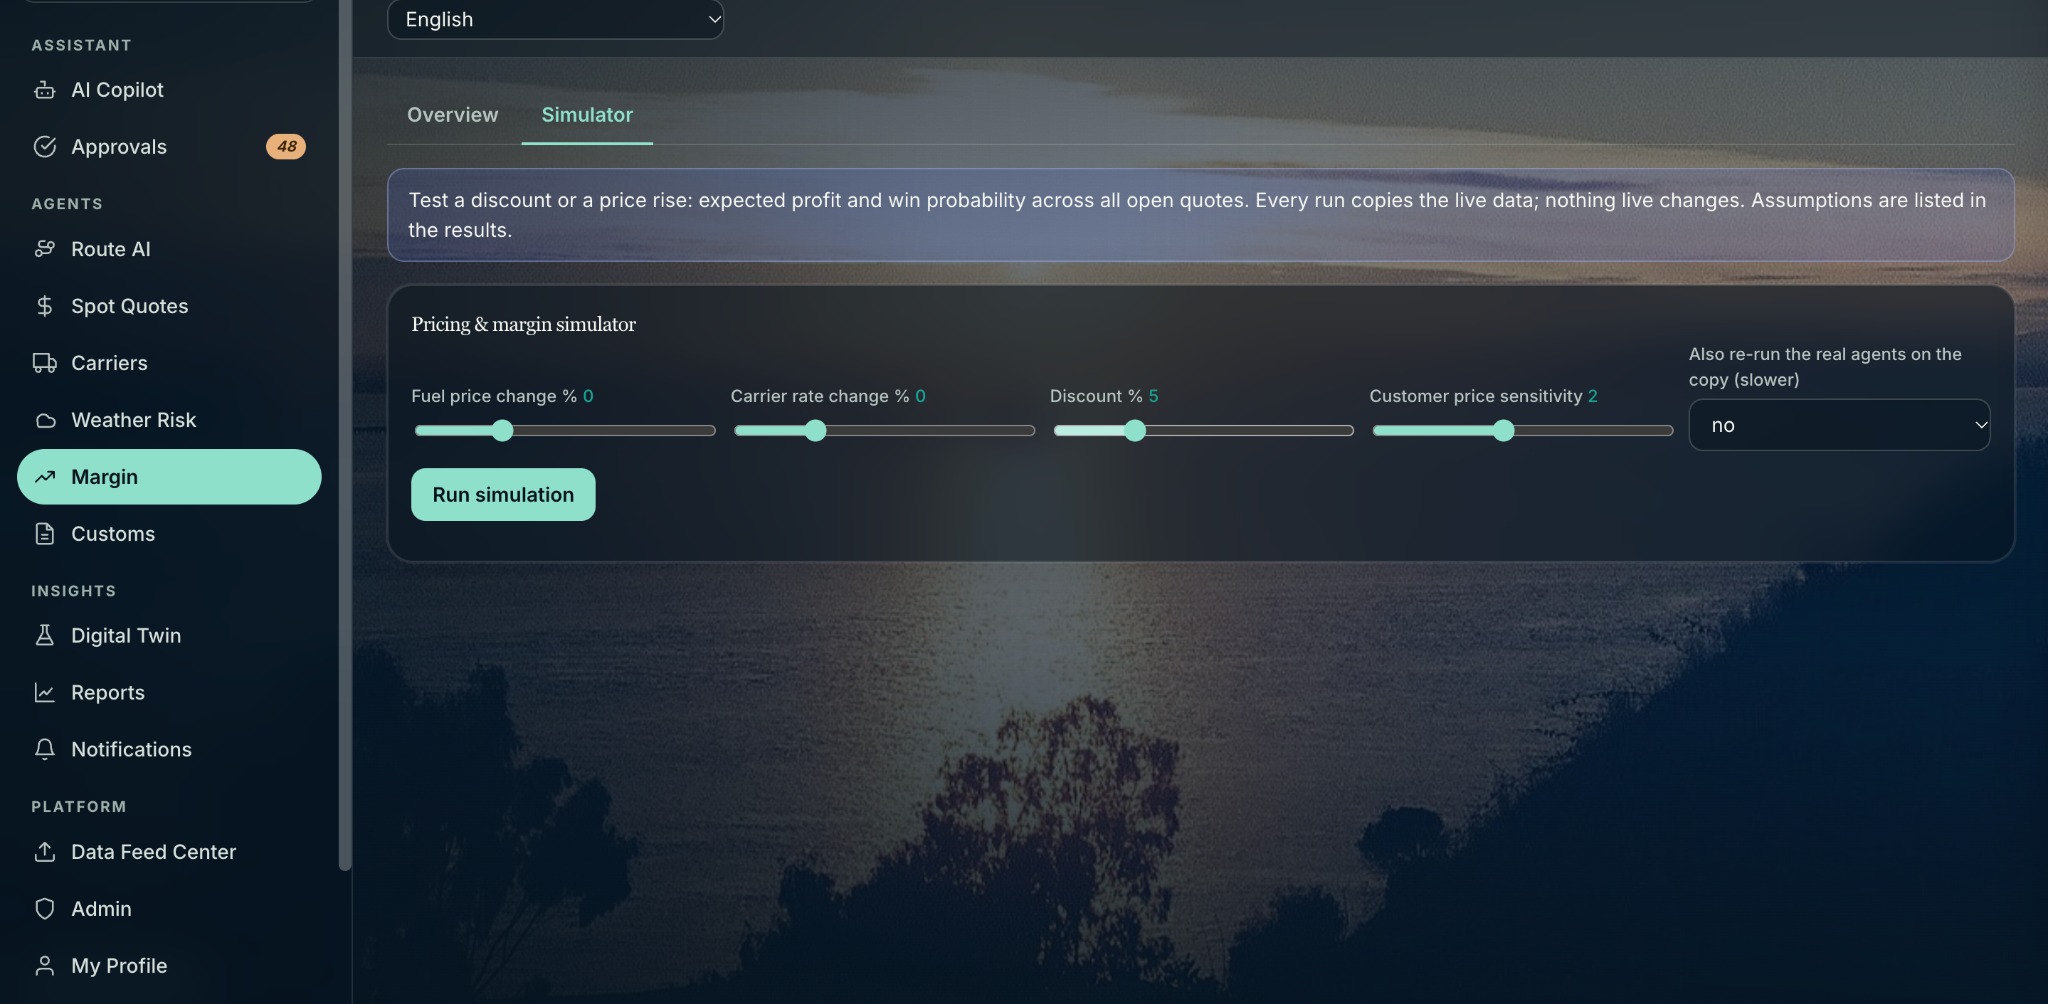 English
ASSISTANT
AI Copilot
Approvals 48
AGENTS
Route AI
Spot Quotes
Carriers
Weather Risk
Margin
Customs
INSIGHTS
Digital Twin
Reports
Notifications
PLATFORM
Data Feed Center
Admin
My Profile
Overview Simulator
Test a discount or a price rise: expected profit and win probability across all open quotes. Every run copies the live data; nothing live changes. Assumptions are listed in
the results.
Pricing & margin simulator
Fuel price change % 0
Carrier rate change % 0
Discount % 5
Customer price sensitivity 2
Also re-run the real agents on the
copy (slower)
no
Run simulation